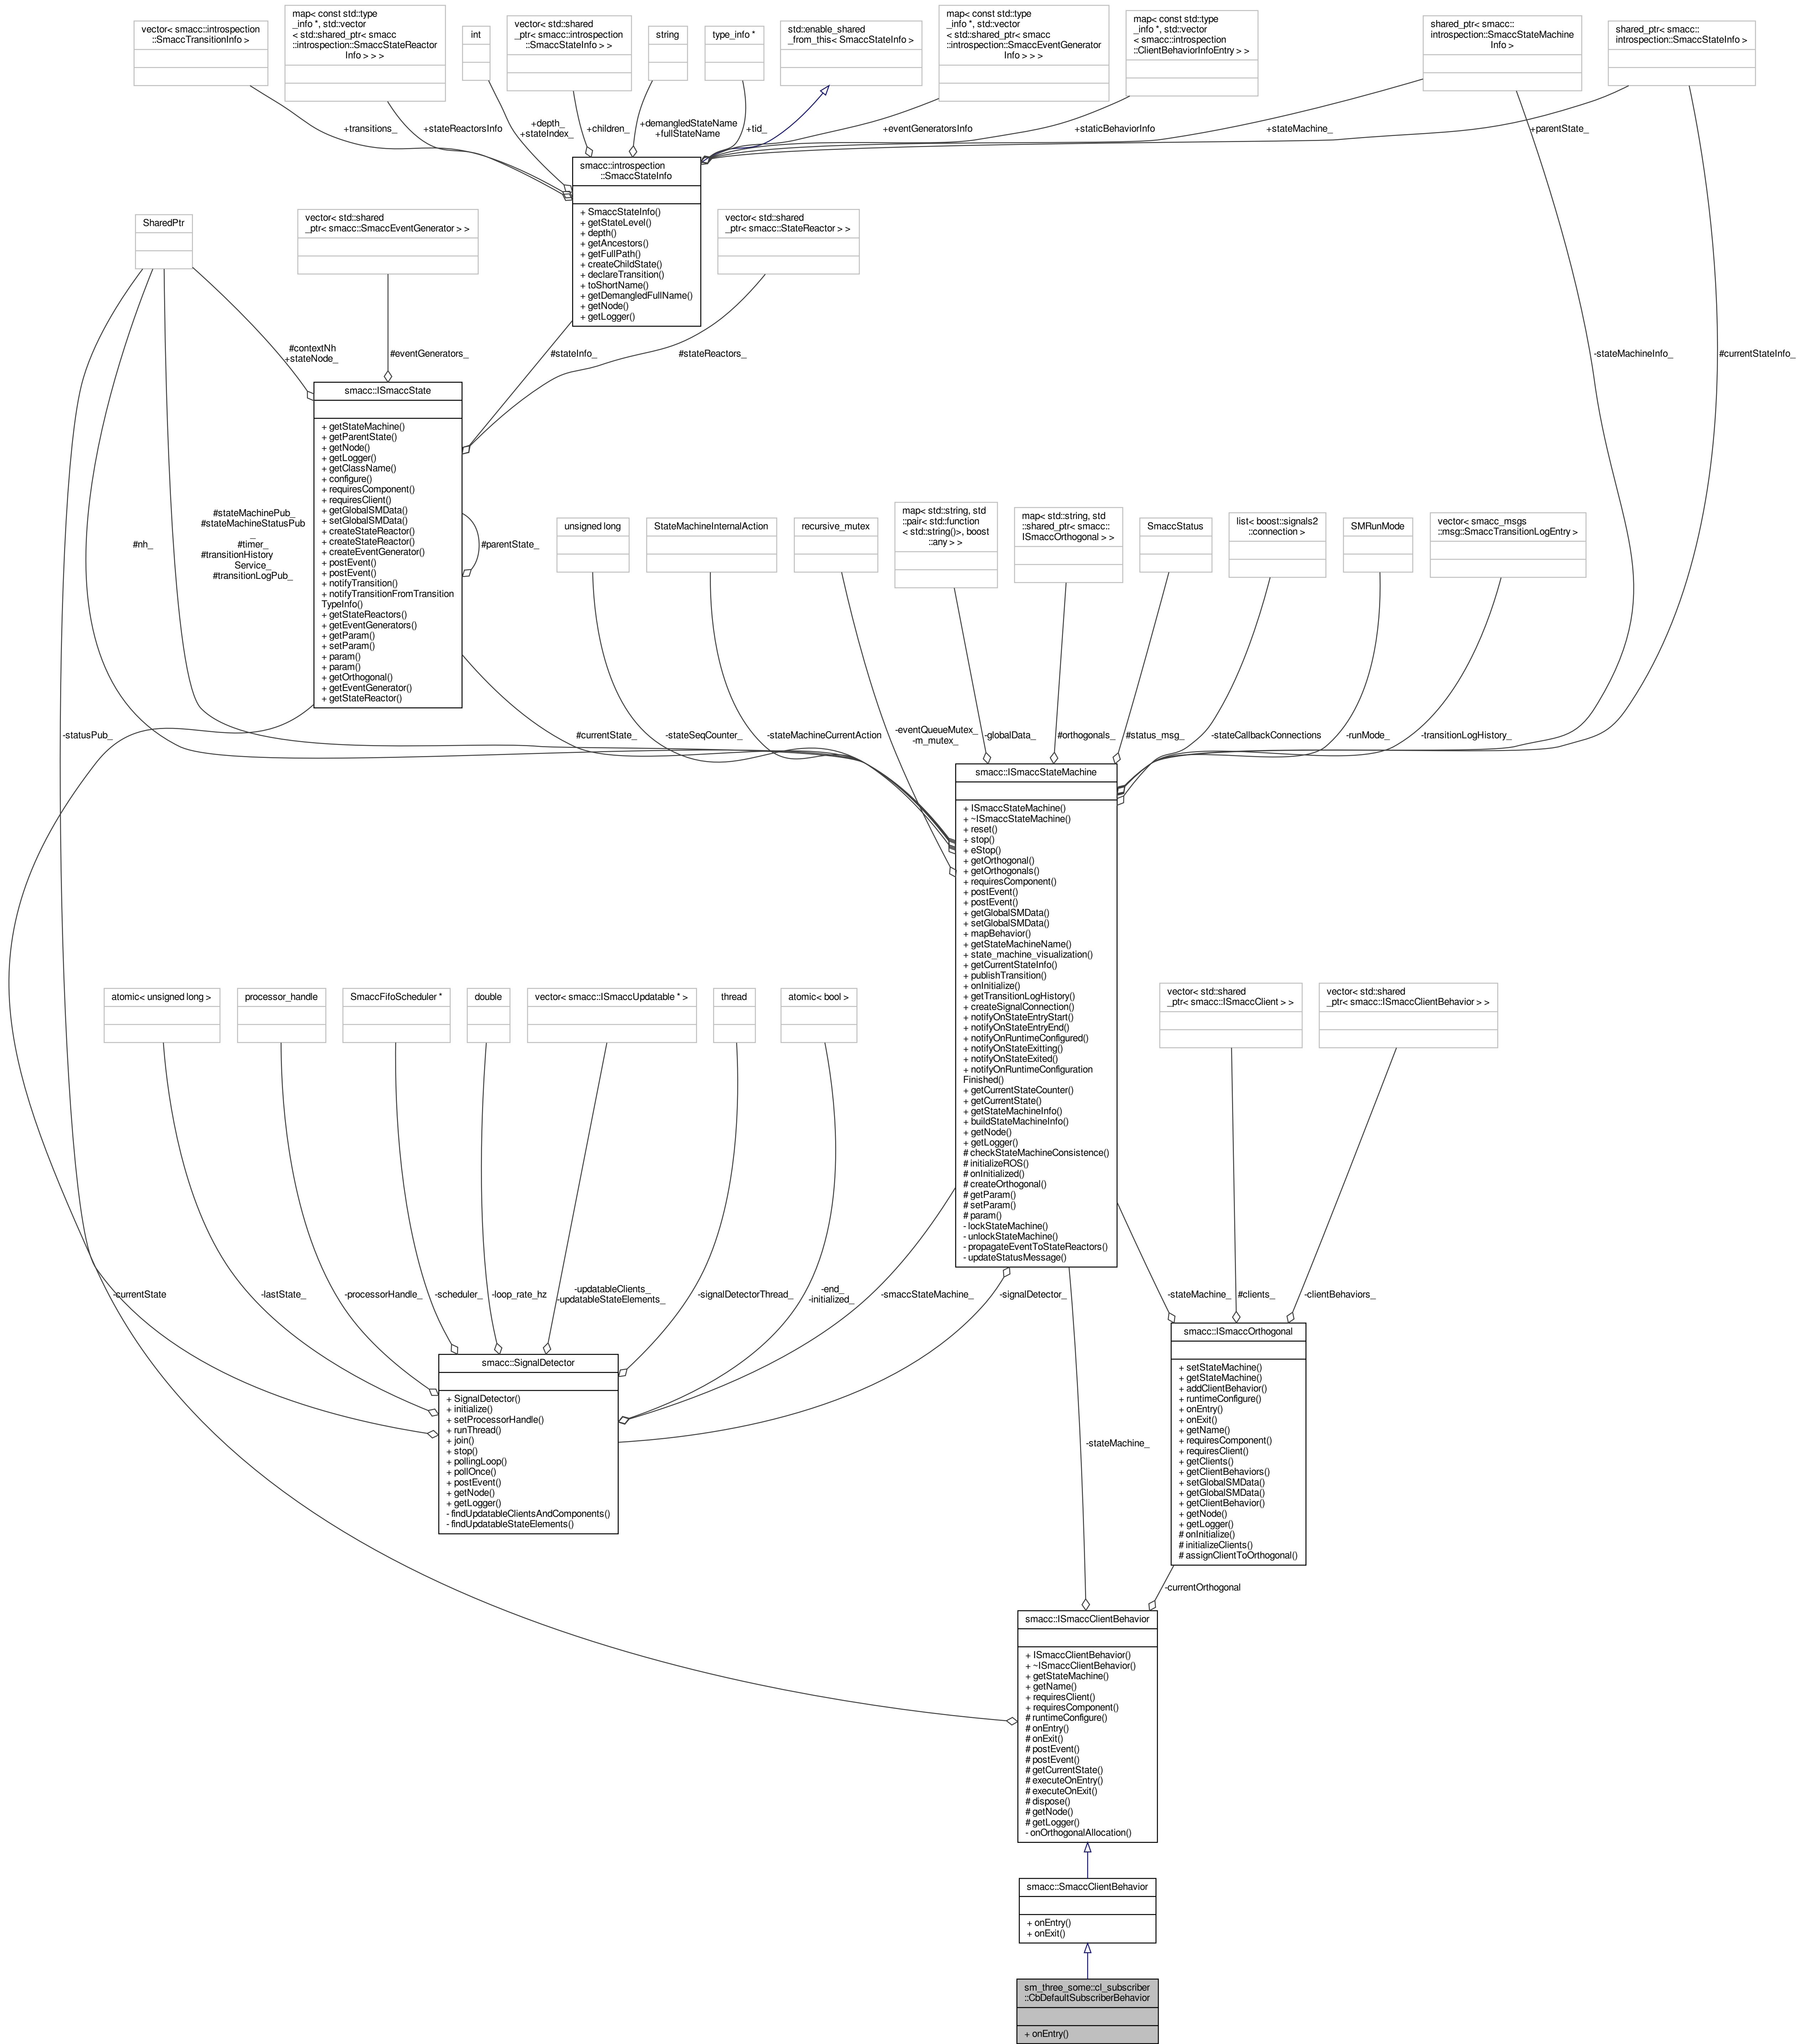 vector< smacc::introspection
::SmaccTransitionInfo >
map< const std::type
_info *, std::vector
< std::shared_ptr< smacc
::introspection::SmaccStateReactor
Info > > >
int
vector< std::shared
_ptr< smacc::introspection
::SmaccStateInfo > >
string
type_info *
std::enable_shared
_from_this< SmaccStateInfo >
map< const std::type
_info *, std::vector
< std::shared_ptr< smacc
::introspection::SmaccEventGenerator
Info > > >
map< const std::type
_info *, std::vector
< smacc::introspection
::ClientBehaviorInfoEntry > >
shared_ptr< smacc::
introspection::SmaccStateMachine
Info >
shared_ptr< smacc::
introspection::SmaccStateInfo >
+transitions_
+stateReactorsInfo
+depth_
+stateIndex_
+children_
+demangledStateName
+fullStateName
+tid_
+eventGeneratorsInfo
+staticBehaviorInfo
+stateMachine_
+parentState_
smacc::introspection
::SmaccStateInfo
+ SmaccStateInfo()
+ getStateLevel()
+ depth()
+ getAncestors()
+ getFullPath()
+ createChildState()
+ declareTransition()
+ toShortName()
+ getDemangledFullName()
+ getNode()
+ getLogger()
SharedPtr
vector< std::shared
_ptr< smacc::SmaccEventGenerator > >
vector< std::shared
_ptr< smacc::StateReactor > >
#contextNh
+stateNode_
#eventGenerators_
#stateInfo_
#stateReactors_
-stateMachineInfo_
#currentStateInfo_
smacc::ISmaccState
+ getStateMachine()
+ getParentState()
+ getNode()
+ getLogger()
+ getClassName()
+ configure()
+ requiresComponent()
+ requiresClient()
+ getGlobalSMData()
+ setGlobalSMData()
+ createStateReactor()
+ createStateReactor()
+ createEventGenerator()
+ postEvent()
+ postEvent()
+ notifyTransition()
+ notifyTransitionFromTransition
TypeInfo()
+ getStateReactors()
+ getEventGenerators()
+ getParam()
+ setParam()
+ param()
+ param()
+ getOrthogonal()
+ getEventGenerator()
+ getStateReactor()
#parentState_
#nh_
#stateMachinePub_
#stateMachineStatusPub
_
#timer_
#transitionHistory
Service_
#transitionLogPub_
unsigned long
StateMachineInternalAction
recursive_mutex
map< std::string, std
::pair< std::function
< std::string()>, boost
::any > >
map< std::string, std
::shared_ptr< smacc::
ISmaccOrthogonal > >
SmaccStatus
list< boost::signals2
::connection >
SMRunMode
vector< smacc_msgs
::msg::SmaccTransitionLogEntry >
-statusPub_
#currentState_
-stateSeqCounter_
-stateMachineCurrentAction
-eventQueueMutex_
-m_mutex_
-globalData_
#orthogonals_
#status_msg_
-stateCallbackConnections
-runMode_
-transitionLogHistory_
smacc::ISmaccStateMachine
+ ISmaccStateMachine()
+ ~ISmaccStateMachine()
+ reset()
+ stop()
+ eStop()
+ getOrthogonal()
+ getOrthogonals()
+ requiresComponent()
+ postEvent()
+ postEvent()
+ getGlobalSMData()
+ setGlobalSMData()
+ mapBehavior()
+ getStateMachineName()
+ state_machine_visualization()
+ getCurrentStateInfo()
+ publishTransition()
+ onInitialize()
+ getTransitionLogHistory()
+ createSignalConnection()
+ notifyOnStateEntryStart()
+ notifyOnStateEntryEnd()
+ notifyOnRuntimeConfigured()
+ notifyOnStateExitting()
+ notifyOnStateExited()
+ notifyOnRuntimeConfiguration
Finished()
+ getCurrentStateCounter()
+ getCurrentState()
+ getStateMachineInfo()
+ buildStateMachineInfo()
+ getNode()
+ getLogger()
# checkStateMachineConsistence()
# initializeROS()
# onInitialized()
# createOrthogonal()
# getParam()
# setParam()
# param()
- lockStateMachine()
- unlockStateMachine()
- propagateEventToStateReactors()
- updateStatusMessage()
atomic< unsigned long >
processor_handle
SmaccFifoScheduler *
double
vector< smacc::ISmaccUpdatable * >
thread
atomic< bool >
vector< std::shared
_ptr< smacc::ISmaccClient > >
vector< std::shared
_ptr< smacc::ISmaccClientBehavior > >
-currentState
-lastState_
-processorHandle_
-scheduler_
-loop_rate_hz
-updatableClients_
-updatableStateElements_
-signalDetectorThread_
-end_
-initialized_
-smaccStateMachine_
-signalDetector_
-stateMachine_
#clients_
-clientBehaviors_
smacc::SignalDetector
+ SignalDetector()
+ initialize()
+ setProcessorHandle()
+ runThread()
+ join()
+ stop()
+ pollingLoop()
+ pollOnce()
+ postEvent()
+ getNode()
+ getLogger()
- findUpdatableClientsAndComponents()
- findUpdatableStateElements()
smacc::ISmaccOrthogonal
+ setStateMachine()
+ getStateMachine()
+ addClientBehavior()
+ runtimeConfigure()
+ onEntry()
+ onExit()
+ getName()
+ requiresComponent()
+ requiresClient()
+ getClients()
+ getClientBehaviors()
+ setGlobalSMData()
+ getGlobalSMData()
+ getClientBehavior()
+ getNode()
+ getLogger()
# onInitialize()
# initializeClients()
# assignClientToOrthogonal()
-stateMachine_
-currentOrthogonal
smacc::ISmaccClientBehavior
+ ISmaccClientBehavior()
+ ~ISmaccClientBehavior()
+ getStateMachine()
+ getName()
+ requiresClient()
+ requiresComponent()
# runtimeConfigure()
# onEntry()
# onExit()
# postEvent()
# postEvent()
# getCurrentState()
# executeOnEntry()
# executeOnExit()
# dispose()
# getNode()
# getLogger()
- onOrthogonalAllocation()
smacc::SmaccClientBehavior
+ onEntry()
+ onExit()
sm_three_some::cl_subscriber
::CbDefaultSubscriberBehavior
+ onEntry()